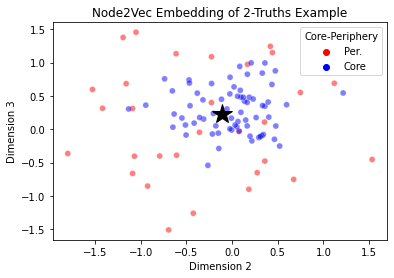 Node2Vec Embedding of 2-Truths Example
Core-Periphery
Per.
Core
Dimension 3
1.5
1.0
0.5
0.0
−0.5
−1.0
−1.5
−1.5 −1.0 −0.5 0.0 0.5 1.0 1.5
Dimension 2